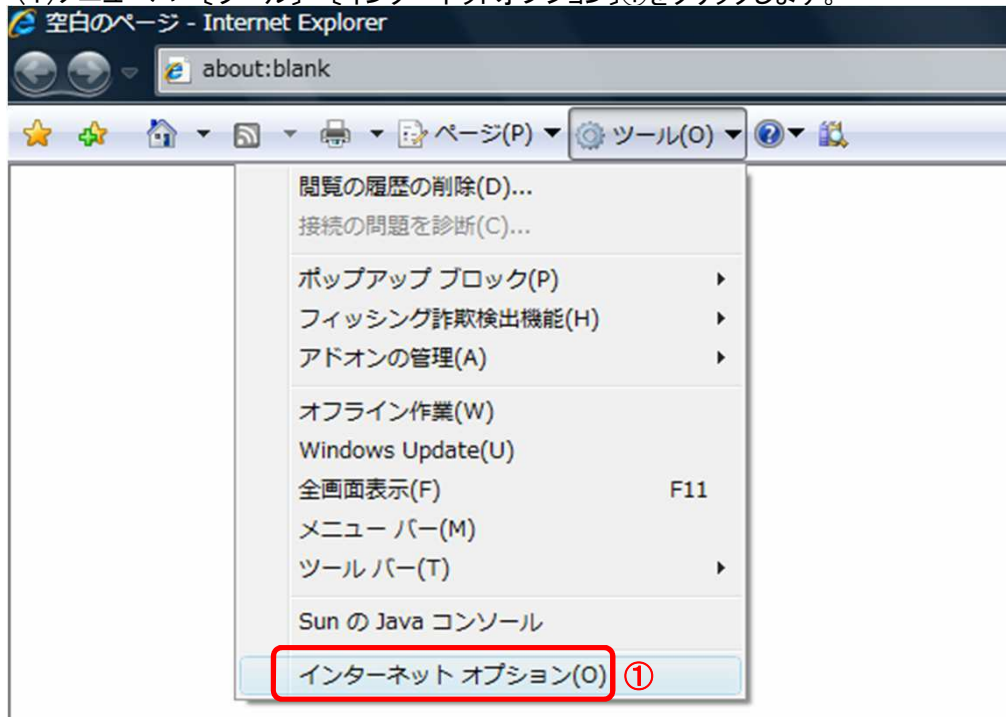 空白のページ - Internet Explorer
about:blank
ページ(P) ツール(O)
閲覧の履歴の削除(D)...
接続の問題を診断(C)...
ポップアップ ブロック(P)
フィッシング詐欺検出機能(H)
アドオンの管理(A)
オフライン作業(W)
Windows Update(U)
全画面表示(F) F11
メニュー バー(M)
ツール バー(T)
Sun の Java コンソール
インターネット オプション(O) ①